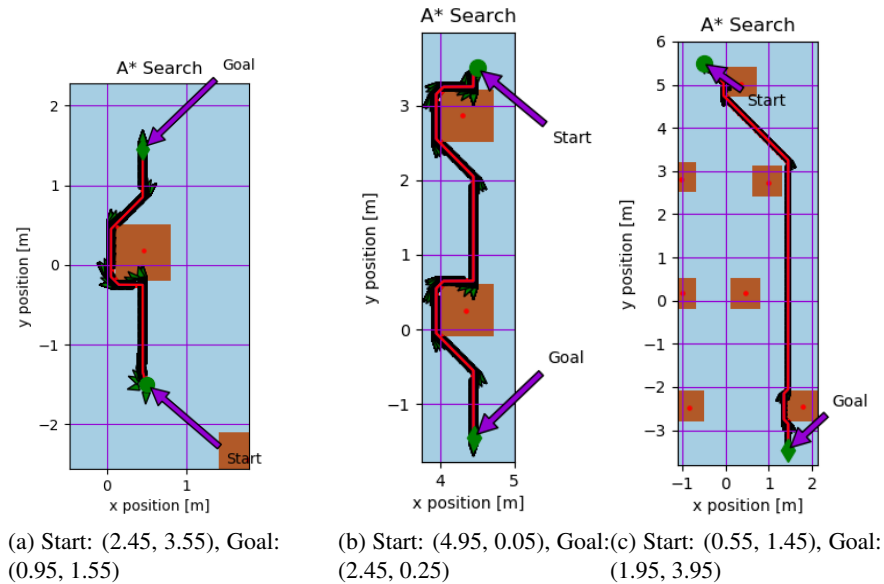 A* Search
Goal
2
1
0
−1
−2
y position [m]
Start
0
1
x position [m]
A* Search
3
2
1
0
−1
y position [m]
Start
Goal
4
5
x position [m]
A* Search
6
5
4
3
2
1
0
−1
−2
−3
y position [m]
Start
Goal
−1
0
1
2
x position [m]
(a) Start: (2.45, 3.55), Goal:
(0.95, 1.55)
(b) Start: (4.95, 0.05), Goal:
(2.45, 0.25)
(c) Start: (0.55, 1.45), Goal:
(1.95, 3.95)